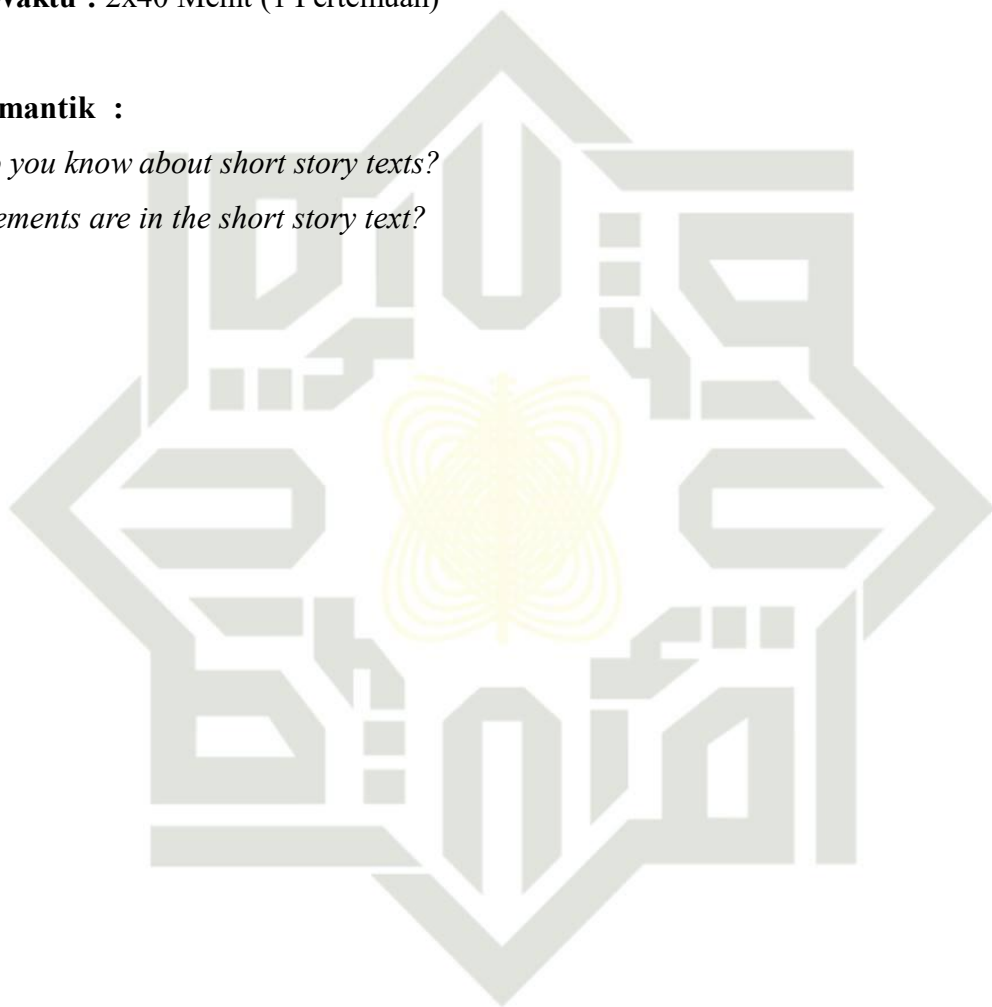 Waktu : 2x40 Menit (1 Pertemuan)
mantik :
you know about short story texts?
ements are in the short story text?